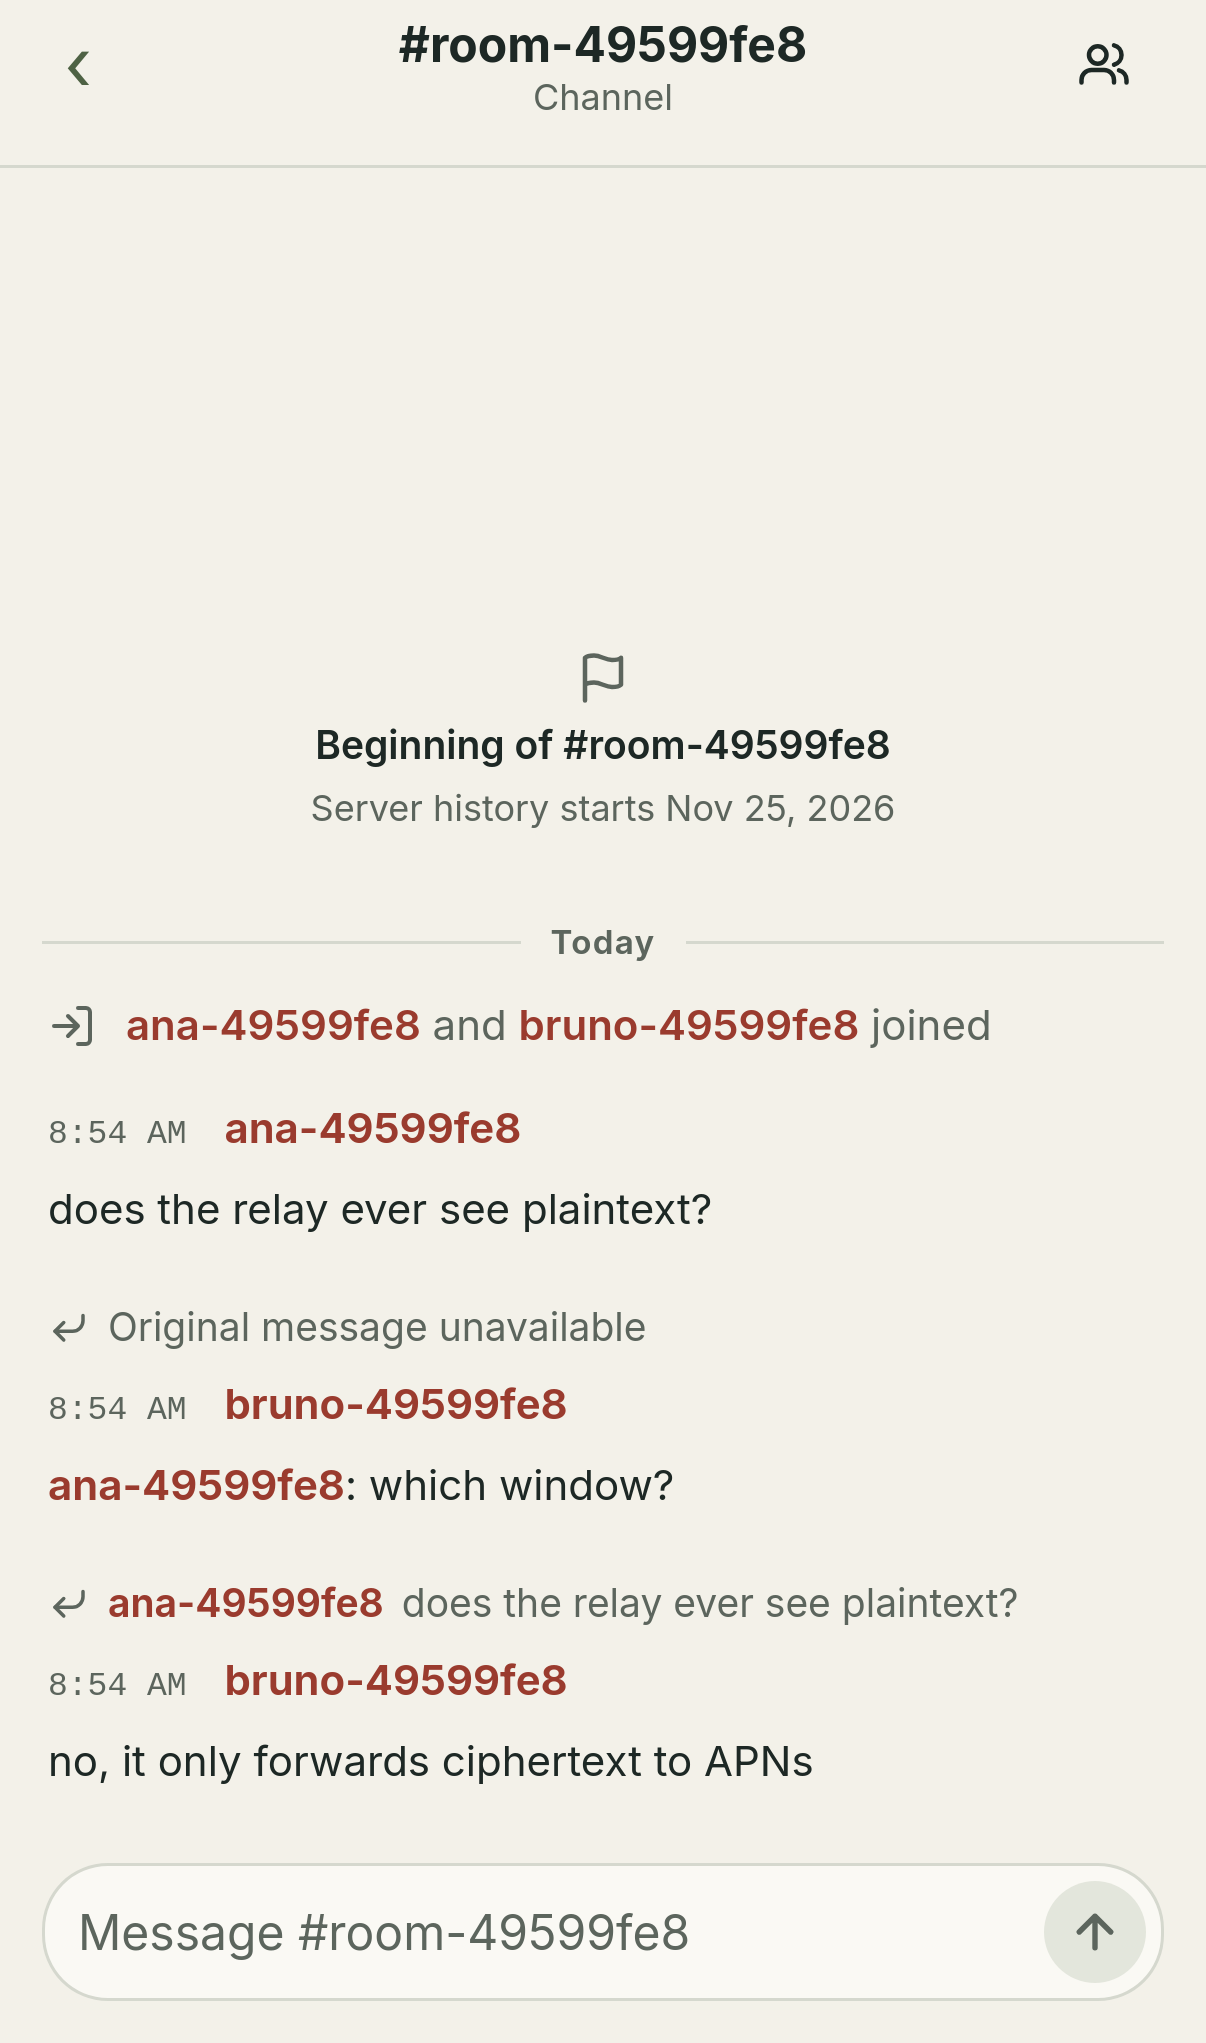 #room-49599fe8
Channel
Beginning of #room-49599fe8
Server history starts Nov 25, 2026
Today
ana-49599fe8 and bruno-49599fe8 joined
8:54 AM ana-49599fe8
does the relay ever see plaintext?
Original message unavailable
8:54 AM bruno-49599fe8
ana-49599fe8: which window?
ana-49599fe8 does the relay ever see plaintext?
8:54 AM bruno-49599fe8
no, it only forwards ciphertext to APNs
Message #room-49599fe8